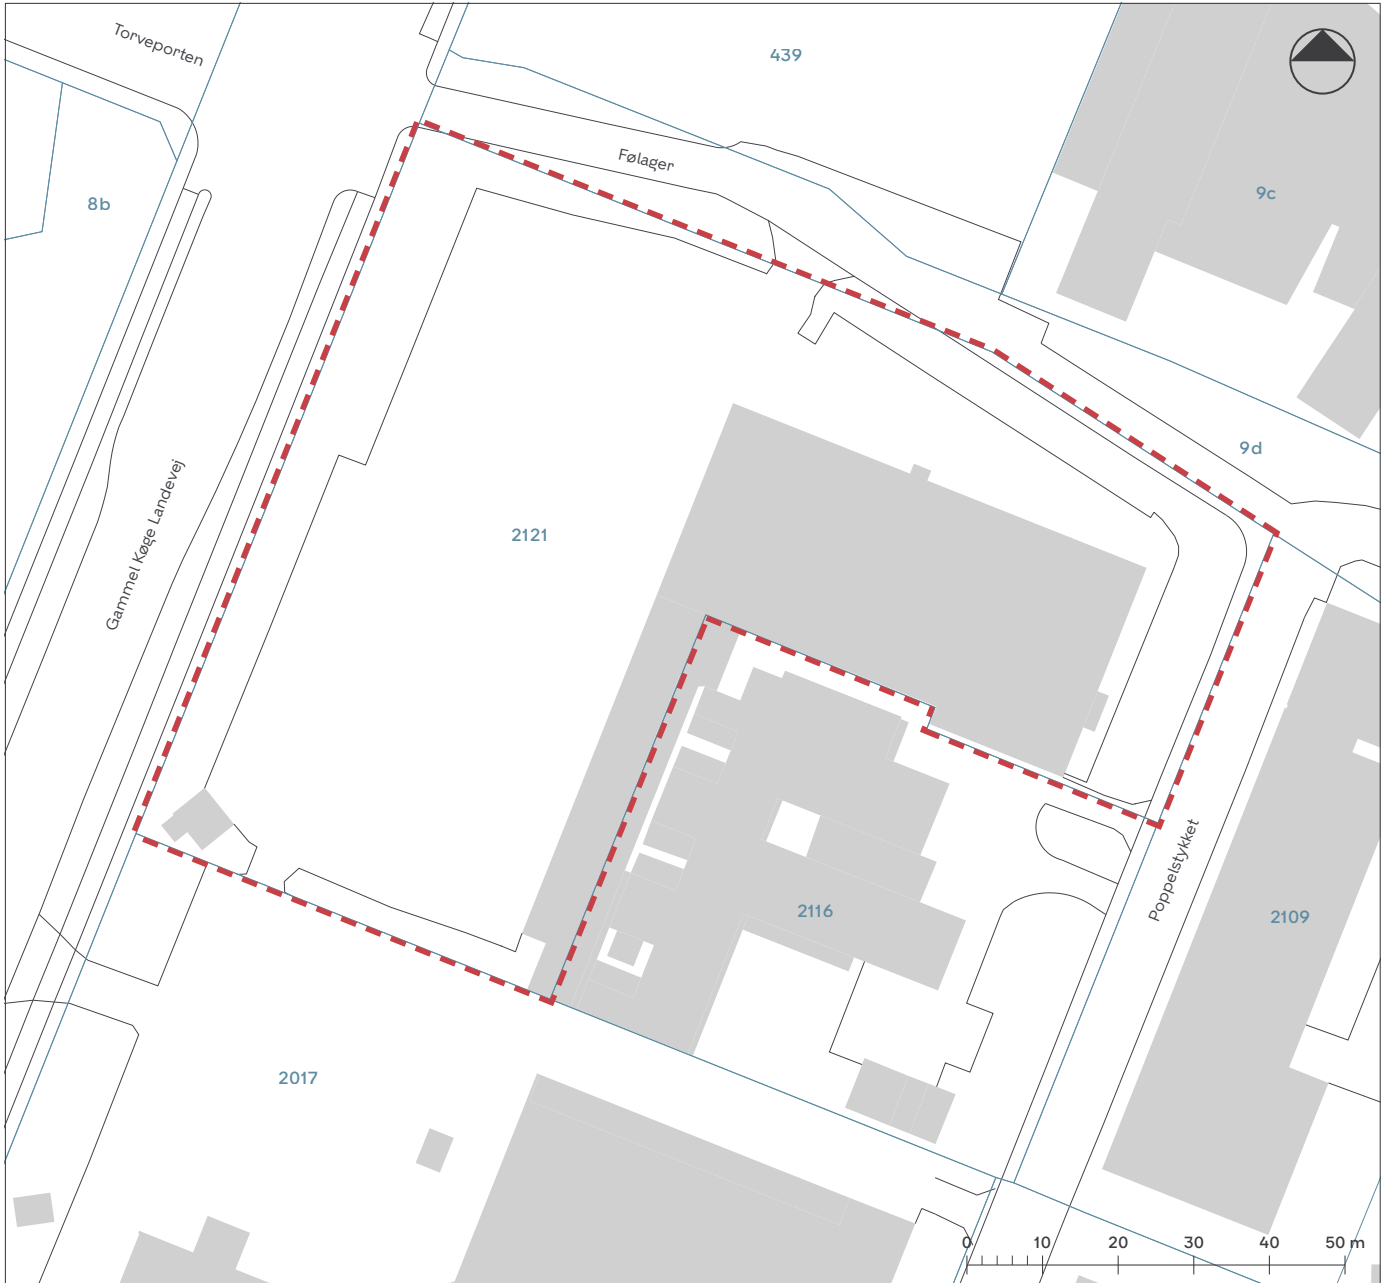 Torveporten
439
Følager
9c
8b
9d
Gammel Køge Landevej
2121
Poppelstykket
2116
2109
2017
0 10 20 30 40 50 m